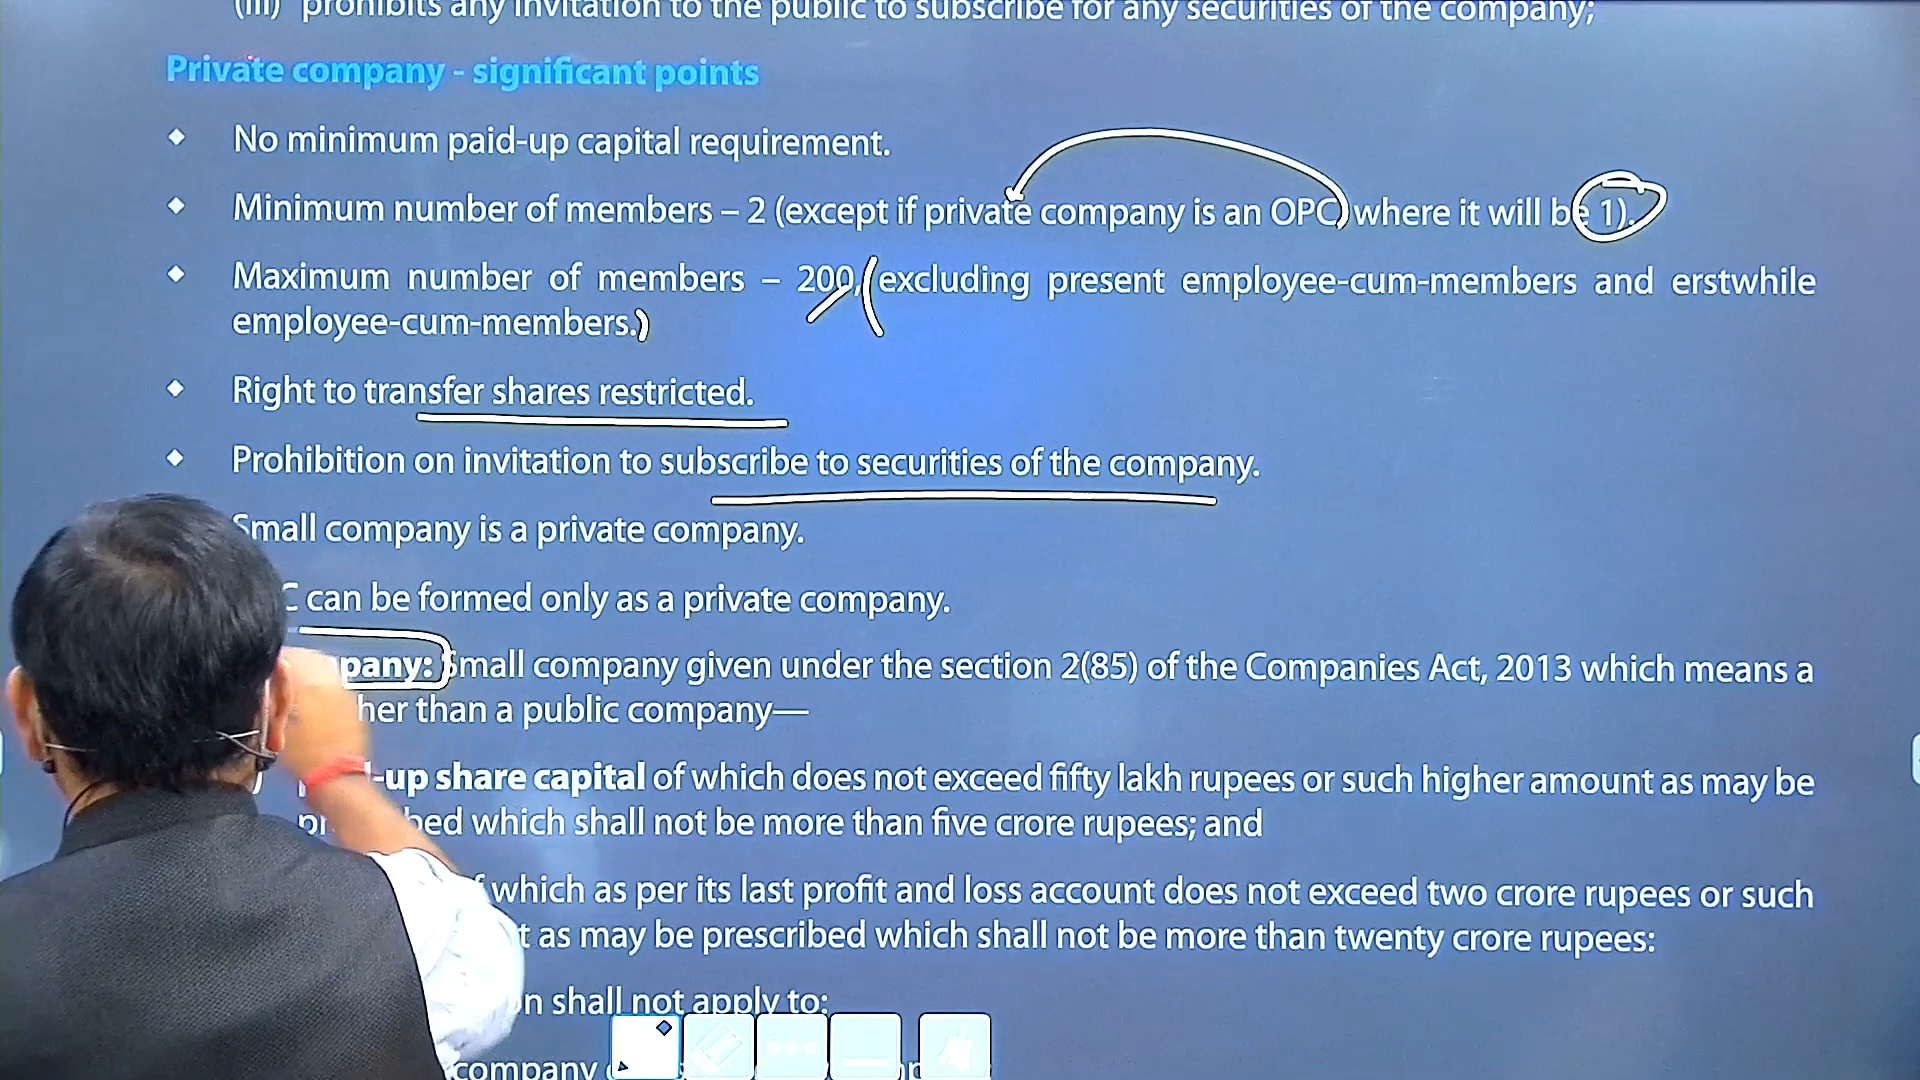 (iii) prohibits any invitation to the public to subscribe for any securities of the company;
Private company - significant points
◆ No minimum paid-up capital requirement.
◆ Minimum number of members – 2 (except if private company is an OPC, where it will be 1).
◆ Maximum number of members – 200, (excluding present employee-cum-members and erstwhile
employee-cum-members.)
◆ Right to transfer shares restricted.
◆ Prohibition on invitation to subscribe to securities of the company.
Small company is a private company.
C can be formed only as a private company.
pany: Small company given under the section 2(85) of the Companies Act, 2013 which means a
her than a public company—
-up share capital of which does not exceed fifty lakh rupees or such higher amount as may be
bed which shall not be more than five crore rupees; and
f which as per its last profit and loss account does not exceed two crore rupees or such
t as may be prescribed which shall not be more than twenty crore rupees:
n shall not apply to:
company